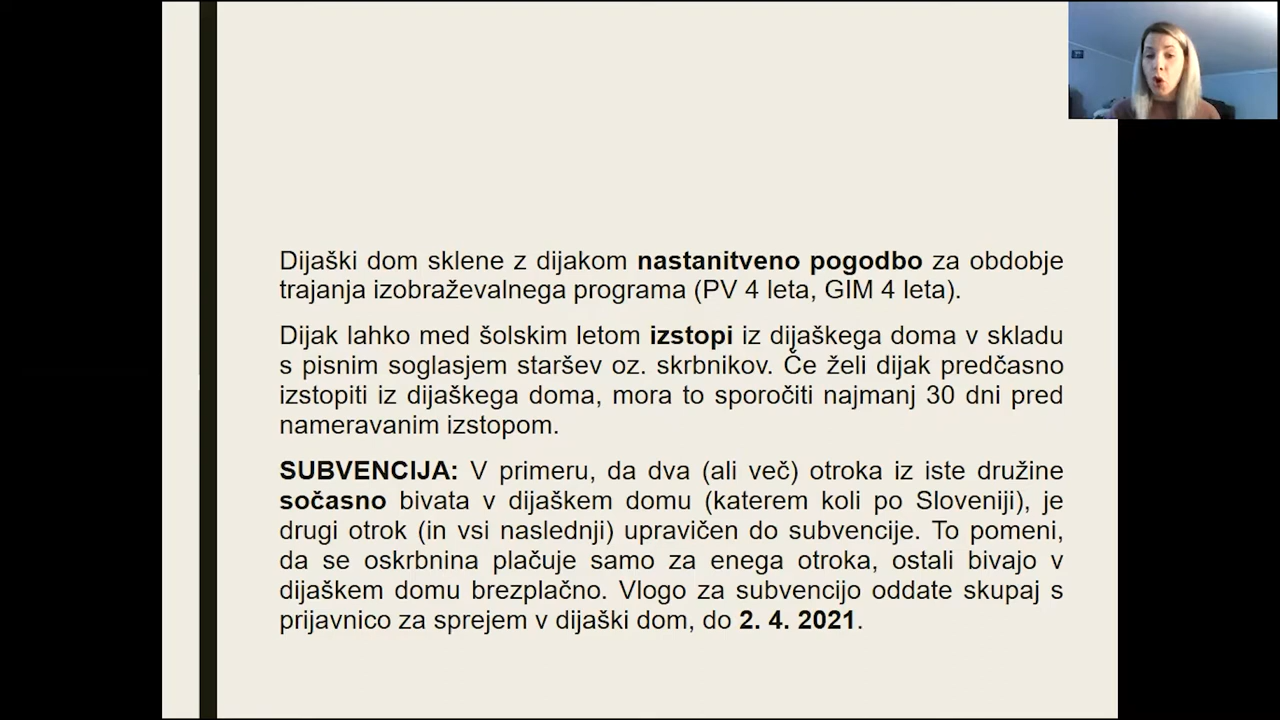 Dijaški dom sklene z dijakom nastanitveno pogodbo za obdobje
trajanja izobraževalnega programa (PV 4 leta, GIM 4 leta).
Dijak lahko med šolskim letom izstopi iz dijaškega doma v skladu
s pisnim soglasjem staršev oz. skrbnikov. Če želi dijak predčasno
izstopiti iz dijaškega doma, mora to sporočiti najmanj 30 dni pred
nameravanim izstopom.
SUBVENCIJA: V primeru, da dva (ali več) otroka iz iste družine
sočasno bivata v dijaškem domu (katerem koli po Sloveniji), je
drugi otrok (in vsi naslednji) upravičen do subvencije. To pomeni,
da se oskrbnina plačuje samo za enega otroka, ostali bivajo v
dijaškem domu brezplačno. Vlogo za subvencijo oddate skupaj s
prijavnico za sprejem v dijaški dom, do 2. 4. 2021.